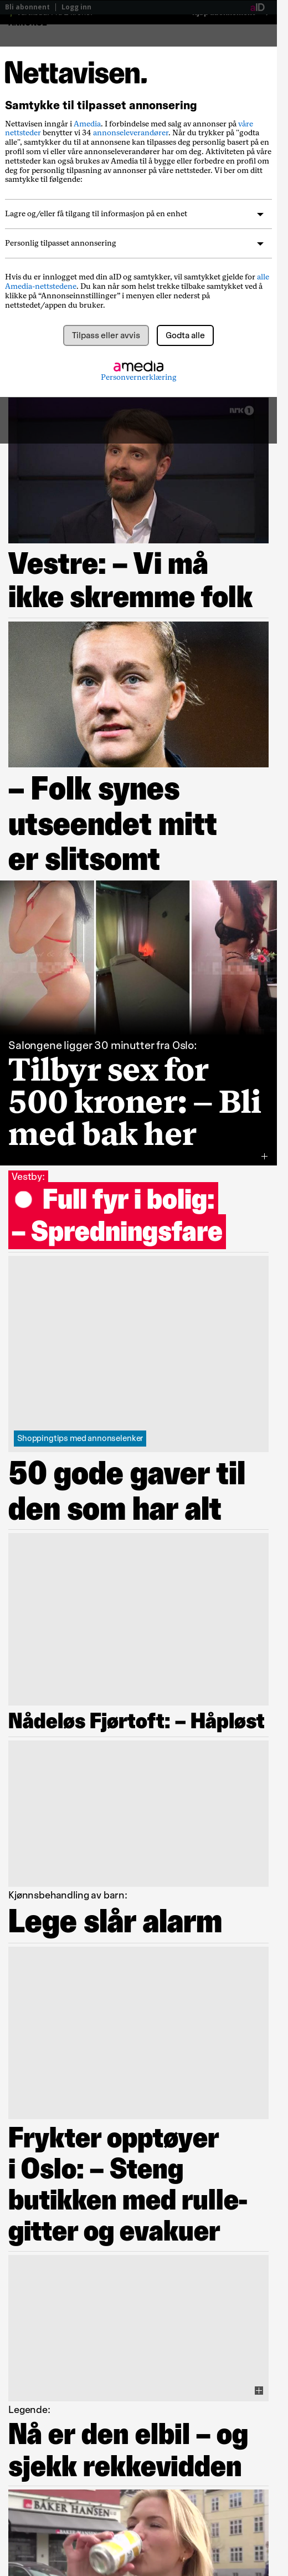 Bli abonnent | Logg inn
aID
Nettavisen.
Samtykke til tilpasset annonsering
Nettavisen inngår i Amedia. I forbindelse med salg av annonser på våre
nettsteder benytter vi 34 annonseleverandører. Når du trykker på "godta
alle", samtykker du til at annonsene kan tilpasses deg personlig basert på en
profil som vi eller våre annonseleverandører har om deg. Aktiviteten på våre
nettsteder kan også brukes av Amedia til å bygge eller forbedre en profil om
deg for personlig tilpasning av annonser på våre nettsteder. Vi ber om ditt
samtykke til følgende:
Lagre og/eller få tilgang til informasjon på en enhet
Personlig tilpasset annonsering
Hvis du er innlogget med din aID og samtykker, vil samtykket gjelde for alle
Amedia-nettstedene. Du kan når som helst trekke tilbake samtykket ved å
klikke på “Annonseinnstillinger” i menyen eller nederst på
nettstedet/appen du bruker.
Tilpass eller avvis
Godta alle
amedia
Personvernerklæring
NRK 1
Vestre: – Vi må
ikke skremme folk
– Folk synes
utseendet mitt
er slitsomt
Salongene ligger 30 minutter fra Oslo:
Tilbyr sex for
500 kroner: – Bli
med bak her
Vestby:
Full fyr i bolig:
– Spredningsfare
Shoppingtips med annonselenker
50 gode gaver til
den som har alt
Nådeløs Fjørtoft: – Håpløst
Kjønnsbehandling av barn:
Lege slår alarm
Frykter opptøyer
i Oslo: – Steng
butikken med rulle-
gitter og evakuer
Legende:
Nå er den elbil – og
sjekk rekkevidden
BAKER HANSEN